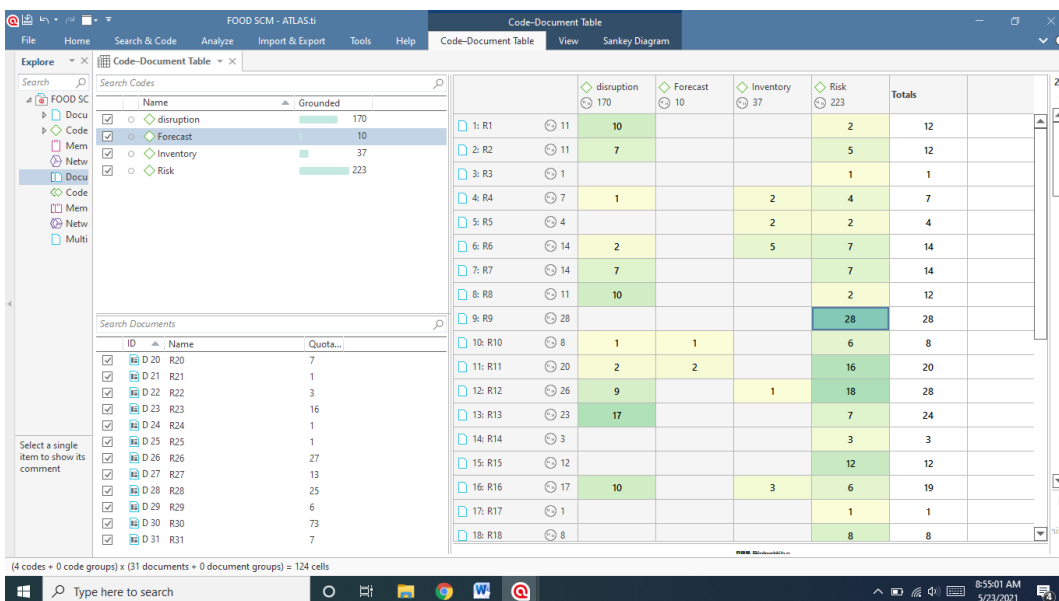 FOOD SCM - ATLAS.ti
Code–Document Table
File Home Search & Code Analyze Import & Export Tools Help Code–Document Table View Sankey Diagram
Explore
Code–Document Table
Search
FOOD SC
Docu
Code
Mem
Netw
Docu
Code
Mem
Netw
Multi
Select a single
item to show its
comment
Search Codes
Name Grounded
disruption 170
Forecast 10
Inventory 37
Risk 223
Search Documents
ID Name Quota...
D 20 R20 7
D 21 R21 1
D 22 R22 3
D 23 R23 16
D 24 R24 1
D 25 R25 1
D 26 R26 27
D 27 R27 13
D 28 R28 25
D 29 R29 6
D 30 R30 73
D 31 R31 7
disruption Forecast Inventory Risk Totals
170 10 37 223
1: R1 11 10 2 12
2: R2 11 7 5 12
3: R3 1 1 1
4: R4 7 1 2 4 7
5: R5 4 2 2 4
6: R6 14 2 5 7 14
7: R7 14 7 7 14
8: R8 11 10 2 12
9: R9 28 28 28
10: R10 8 1 1 6 8
11: R11 20 2 2 16 20
12: R12 26 9 1 18 28
13: R13 23 17 7 24
14: R14 3 3 3
15: R15 12 12 12
16: R16 17 10 3 6 19
17: R17 1 1 1
18: R18 8 8 8
(4 codes + 0 code groups) x (31 documents + 0 document groups) = 124 cells
Type here to search
8:55:01 AM
5/23/2021